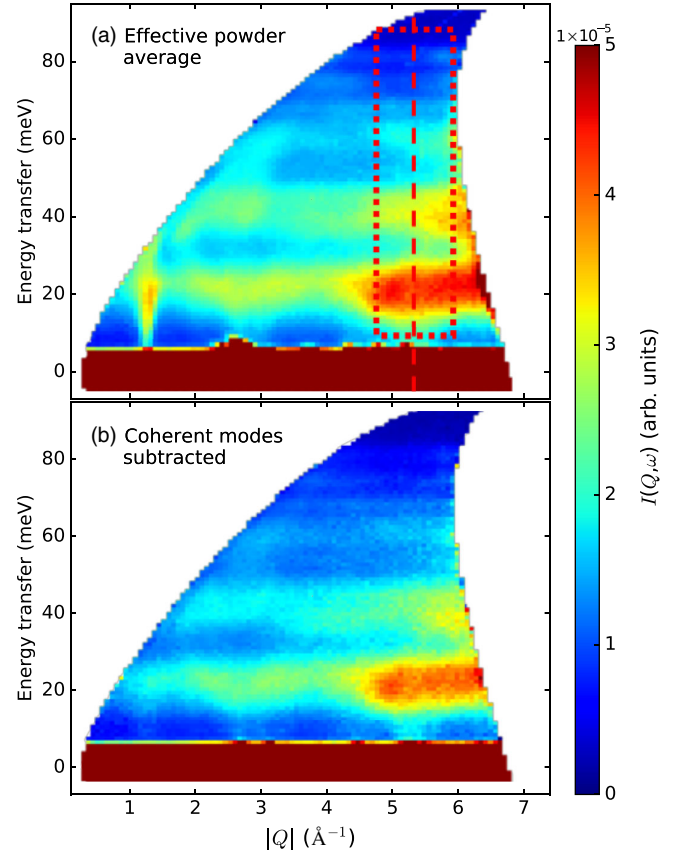 (a) Effective powder
average
80
60
40
20
0
Energy transfer (meV)
(b) Coherent modes
subtracted
80
60
40
20
0
Energy transfer (meV)
1 2 3 4 5 6 7
|Q| (Å⁻¹)
1×10⁻⁵
5
4
3
2
1
0
I(Q,ω) (arb. units)